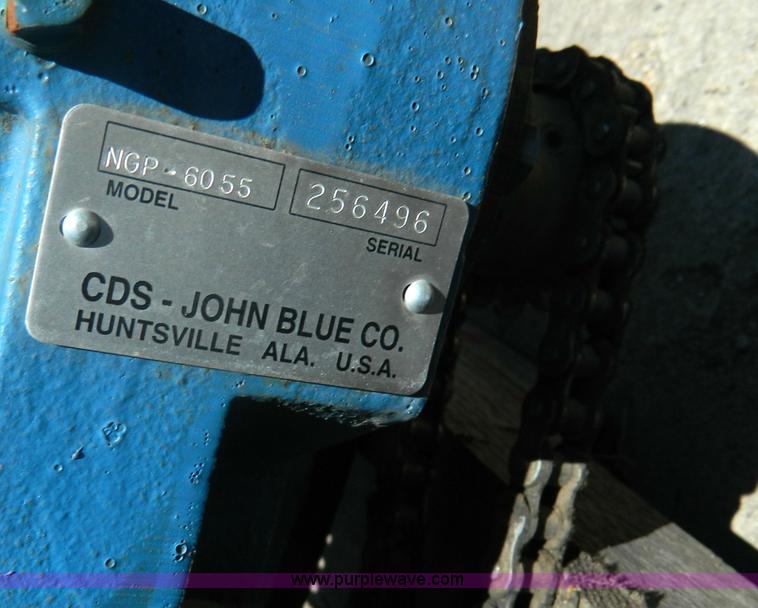 NGP-6055 256496
MODEL SERIAL
CDS - JOHN BLUE CO.
HUNTSVILLE ALA. U.S.A.
www.purplewave.com